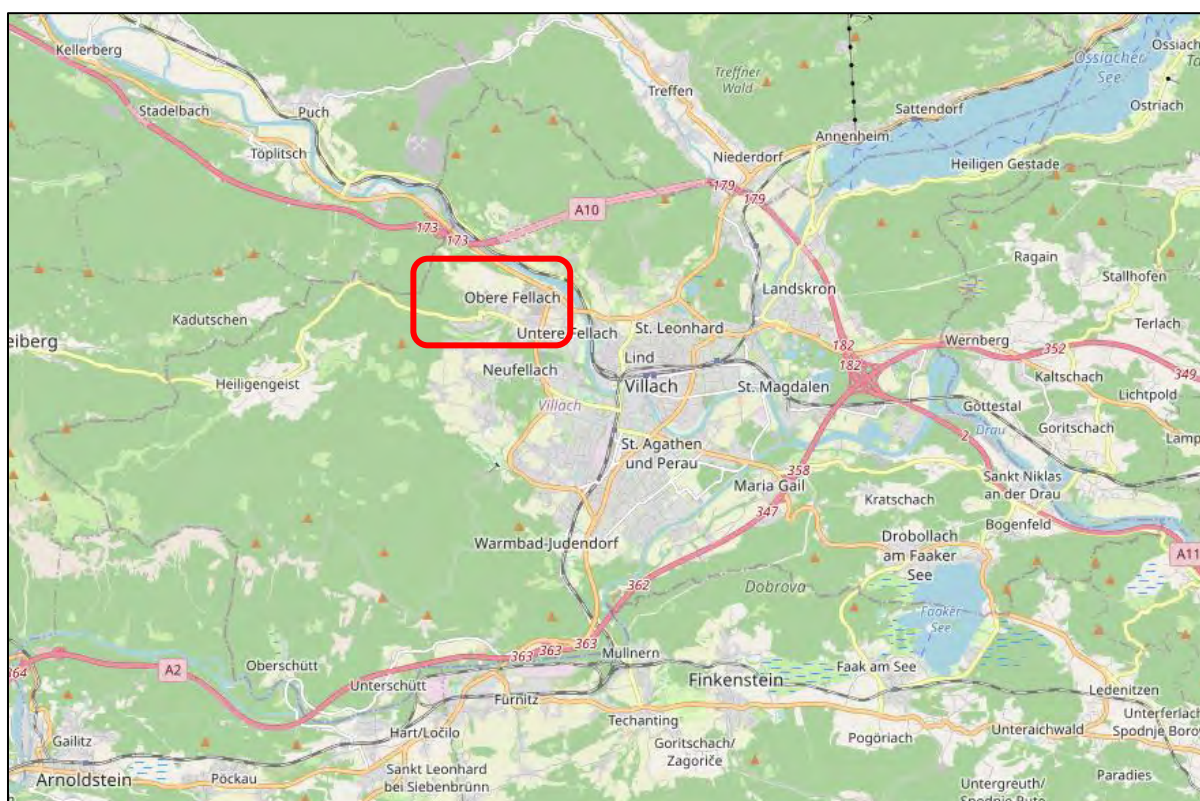 Kellerberg
Stadelbach
Puch
Töplitsch
Treffner
Wald
Treffen
Ossiacher
See
Ossiac
Ostriach
Sattendorf
Annenheim
Heiligen Gestade
Niederdorf
179
179
A10
173
173
Obere Fellach
Untere Fellach
Kadutschen
eiberg
Heiligengeist
Neufellach
Villach
St. Leonhard
Lind
Villach
St. Magdalen
Landskron
Ragain
Stallhofen
Terlach
Wernberg
182
182
352
349
Kaltschach
Lichtpold
Göttestal
Goritschach
Lamp
Drau
2
St. Agathen
und Perau
358
Maria Gail
347
Kratschach
Sankt Niklas
an der Drau
Bogenfeld
A11
Drobollach
am Faaker
See
Warmbad-Judendorf
362
Dobrova
Faaker
See
363
363
363
Müllnern
364
A2
Oberschütt
Unterschütt
Fürnitz
Finkenstein
Faak am See
Ledenitzen
Techanting
Gailitz
Hart/Ločilo
Goritschach/
Zagoriče
Pogöriach
Unteraichwald
Unterferlach
Spodnje Boro
Arnoldstein
Pöckau
Sankt Leonhard
bei Siebenbrünn
Untergreuth/
Paradies